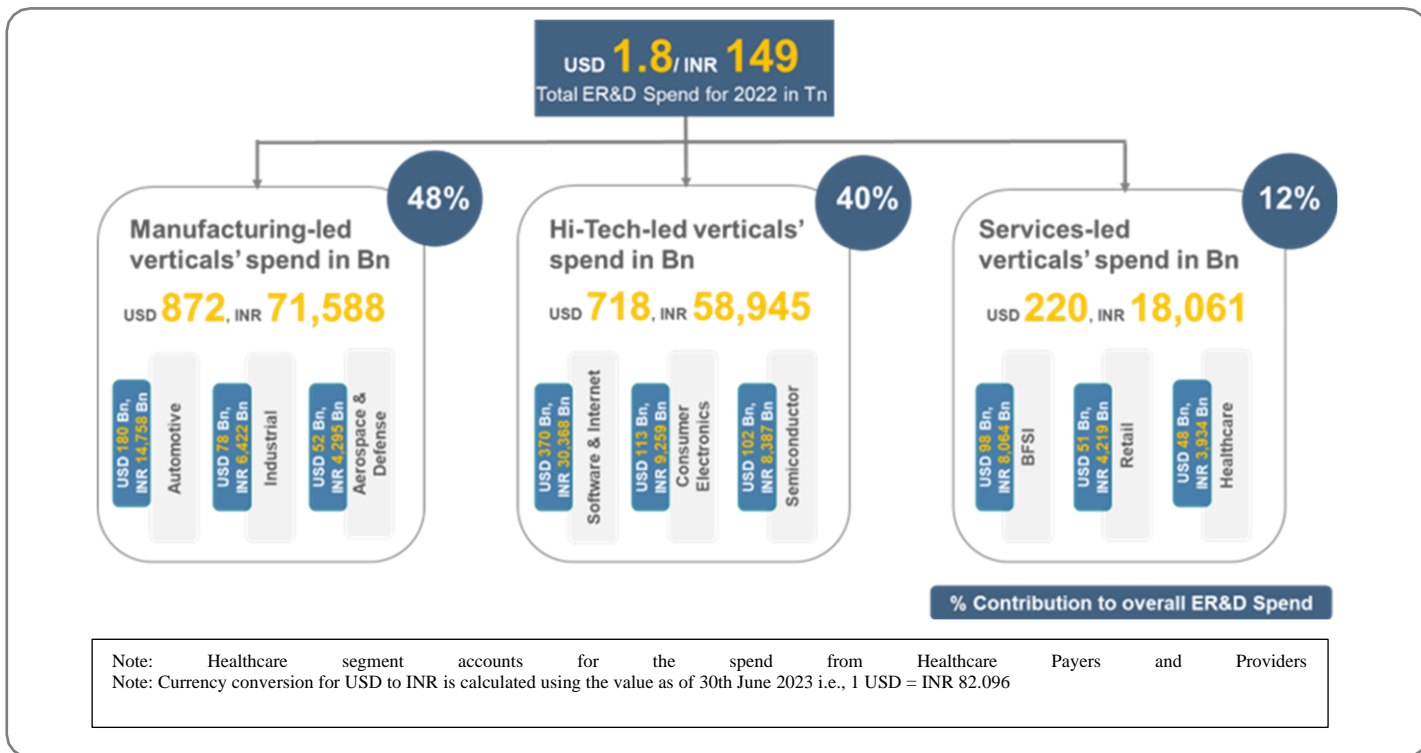 USD 1.8/ INR 149
Total ER&D Spend for 2022 in Tn
48%
Manufacturing-led
verticals' spend in Bn
USD 872, INR 71,588
USD 180 Bn,
INR 14,758 Bn
Automotive
USD 78 Bn,
INR 6,422 Bn
Industrial
USD 52 Bn,
INR 4,295 Bn
Aerospace &
Defense
40%
Hi-Tech-led verticals'
spend in Bn
USD 718, INR 58,945
USD 370 Bn,
INR 30,368 Bn
Software & Internet
USD 113 Bn,
INR 9,259 Bn
Consumer
Electronics
USD 102 Bn,
INR 8,387 Bn
Semiconductor
12%
Services-led
verticals' spend in Bn
USD 220, INR 18,061
USD 98 Bn,
INR 8,064 Bn
BFSI
USD 51 Bn,
INR 4,219 Bn
Retail
USD 48 Bn,
INR 3,934 Bn
Healthcare
% Contribution to overall ER&D Spend
Note: Healthcare segment accounts for the spend from Healthcare Payers and Providers
Note: Currency conversion for USD to INR is calculated using the value as of 30th June 2023 i.e., 1 USD = INR 82.096